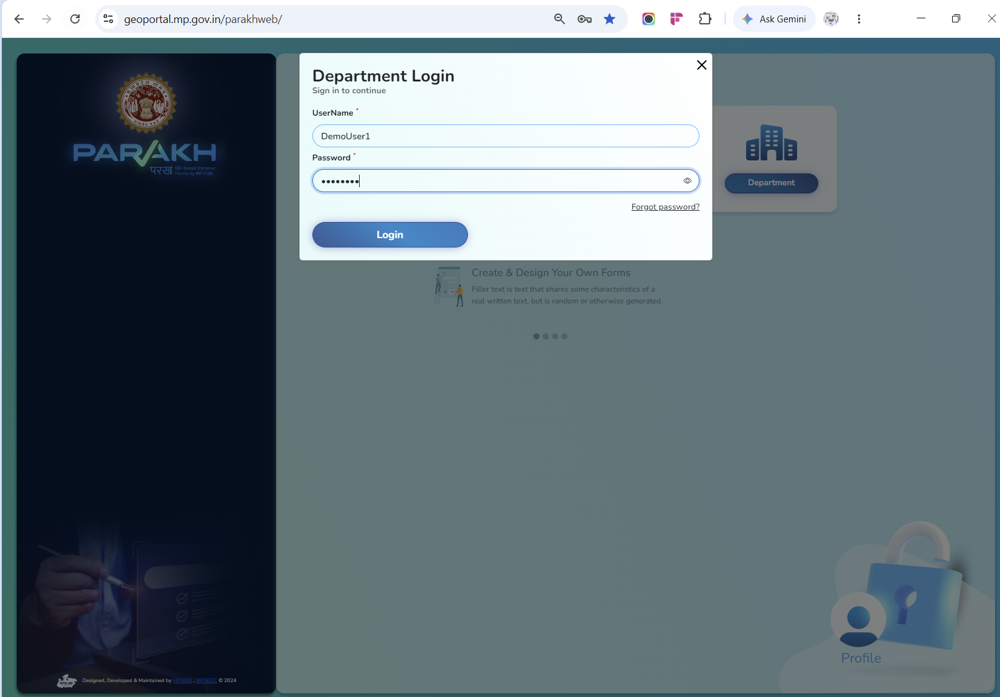 geoportal.mp.gov.in/parakhweb/
Ask Gemini
PARAKH
परख GIS Based Dynamic
Forms by MPSSDI
Department Login
Sign in to continue
UserName *
DemoUser1
Password *
••••••••
Forgot password?
Login
Department
Create & Design Your Own Forms
Filler text is text that shares some characteristics of a
real written text, but is random or otherwise generated.
Profile
Designed, Developed & Maintained by MPSSDI , MPSEDC © 2024